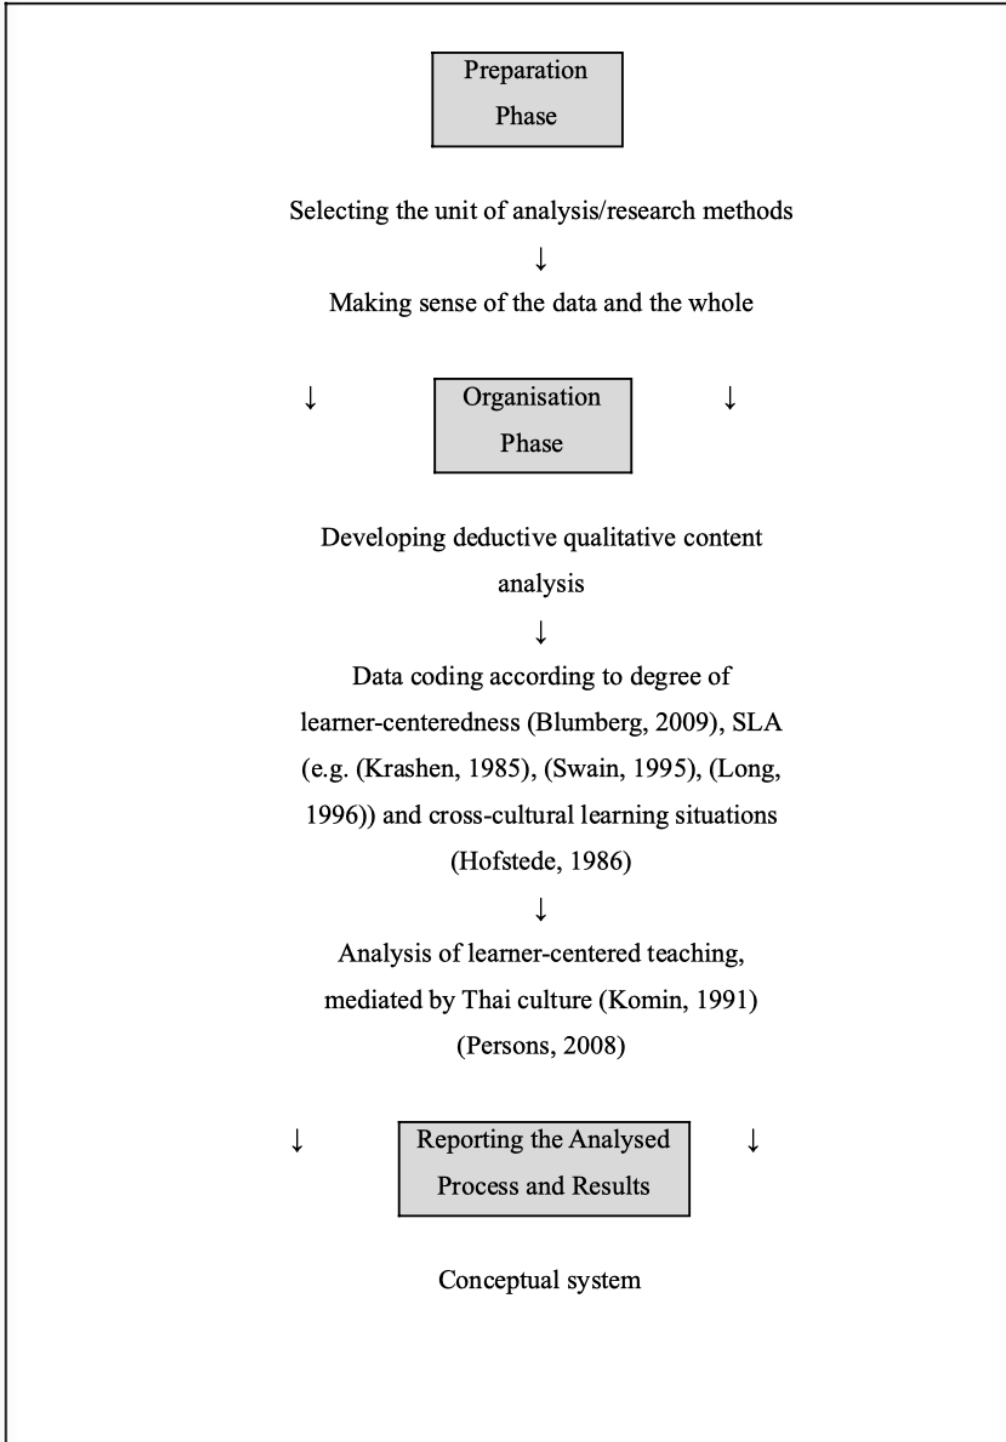 Preparation
Phase
Selecting the unit of analysis/research methods
↓
Making sense of the data and the whole
↓ ↓
Organisation
Phase
Developing deductive qualitative content
analysis
↓
Data coding according to degree of
learner-centeredness (Blumberg, 2009), SLA
(e.g. (Krashen, 1985), (Swain, 1995), (Long,
1996)) and cross-cultural learning situations
(Hofstede, 1986)
↓
Analysis of learner-centered teaching,
mediated by Thai culture (Komin, 1991)
(Persons, 2008)
↓ ↓
Reporting the Analysed
Process and Results
Conceptual system